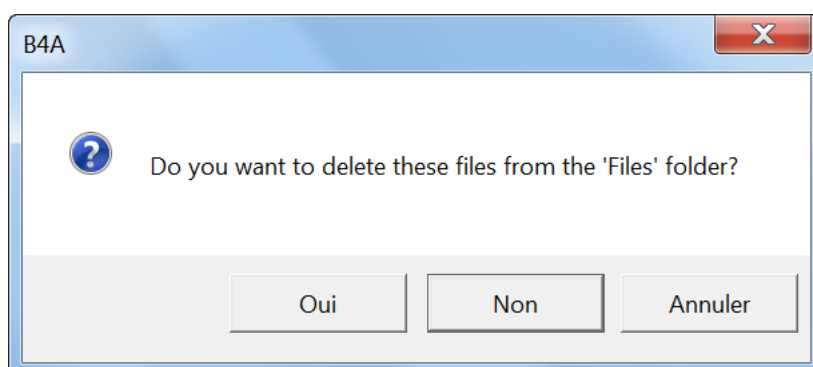 B4A
Do you want to delete these files from the 'Files' folder?
Oui Non Annuler